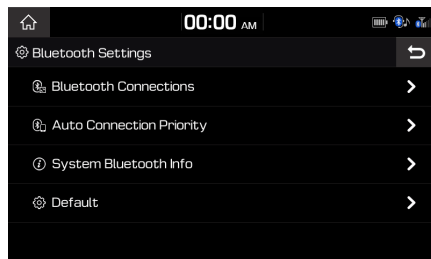 00:00 AM
Bluetooth Settings
Bluetooth Connections
Auto Connection Priority
System Bluetooth Info
Default